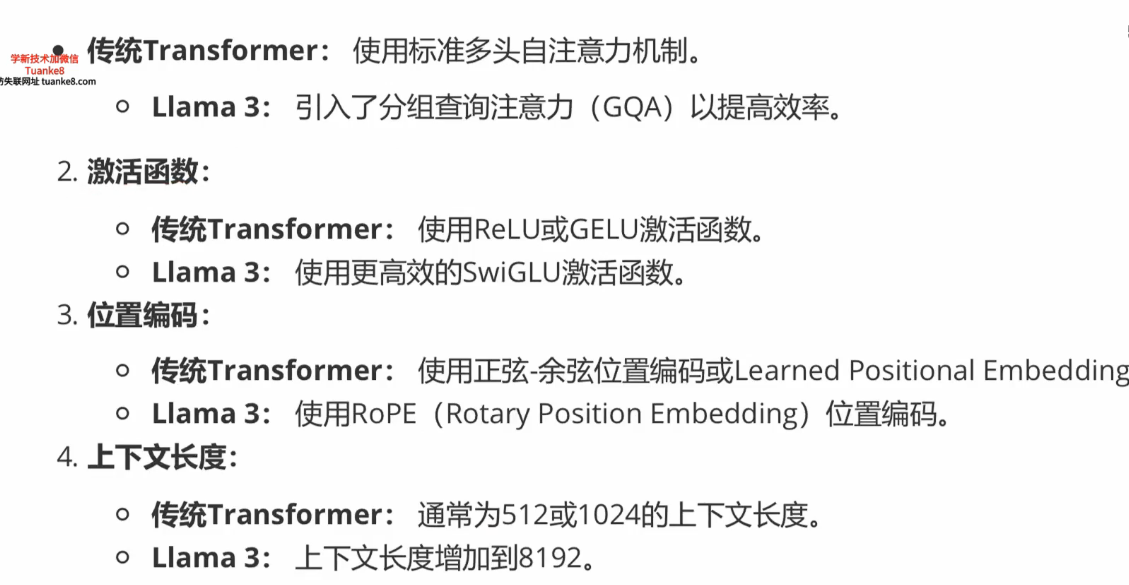 传统Transformer： 使用标准多头自注意力机制。
学新技术加微信
Tuanke8
防失联网址 tuanke8.com
Llama 3： 引入了分组查询注意力（GQA）以提高效率。
2. 激活函数：
传统Transformer： 使用ReLU或GELU激活函数。
Llama 3： 使用更高效的SwiGLU激活函数。
3. 位置编码：
传统Transformer： 使用正弦-余弦位置编码或Learned Positional Embedding
Llama 3： 使用RoPE（Rotary Position Embedding）位置编码。
4. 上下文长度：
传统Transformer： 通常为512或1024的上下文长度。
Llama 3： 上下文长度增加到8192。